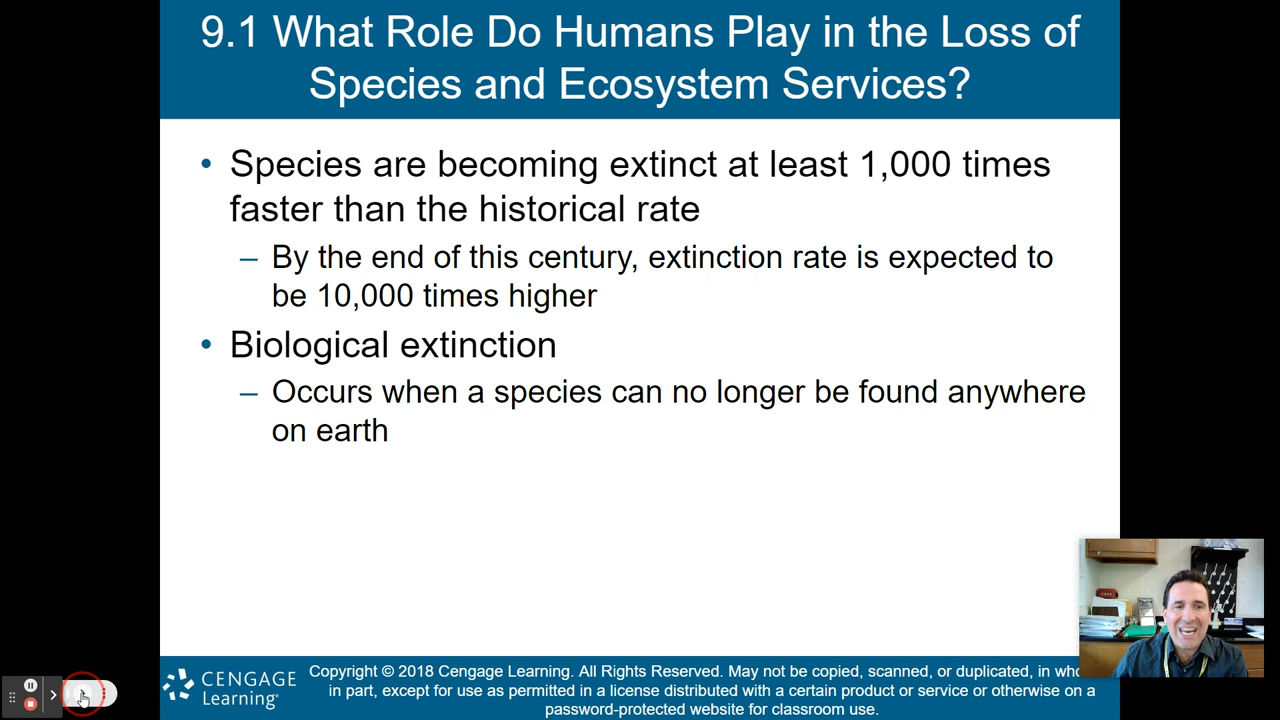 9.1 What Role Do Humans Play in the Loss of
Species and Ecosystem Services?
• Species are becoming extinct at least 1,000 times
faster than the historical rate
– By the end of this century, extinction rate is expected to
be 10,000 times higher
• Biological extinction
– Occurs when a species can no longer be found anywhere
on earth
CENGAGE
Learning
Copyright © 2018 Cengage Learning. All Rights Reserved. May not be copied, scanned, or duplicated, in
in part, except for use as permitted in a license distributed with a certain product or service or otherwise on a
password-protected website for classroom use.